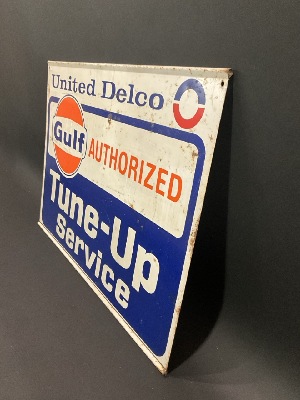 United Delco
Gulf AUTHORIZED
Tune-Up
Service